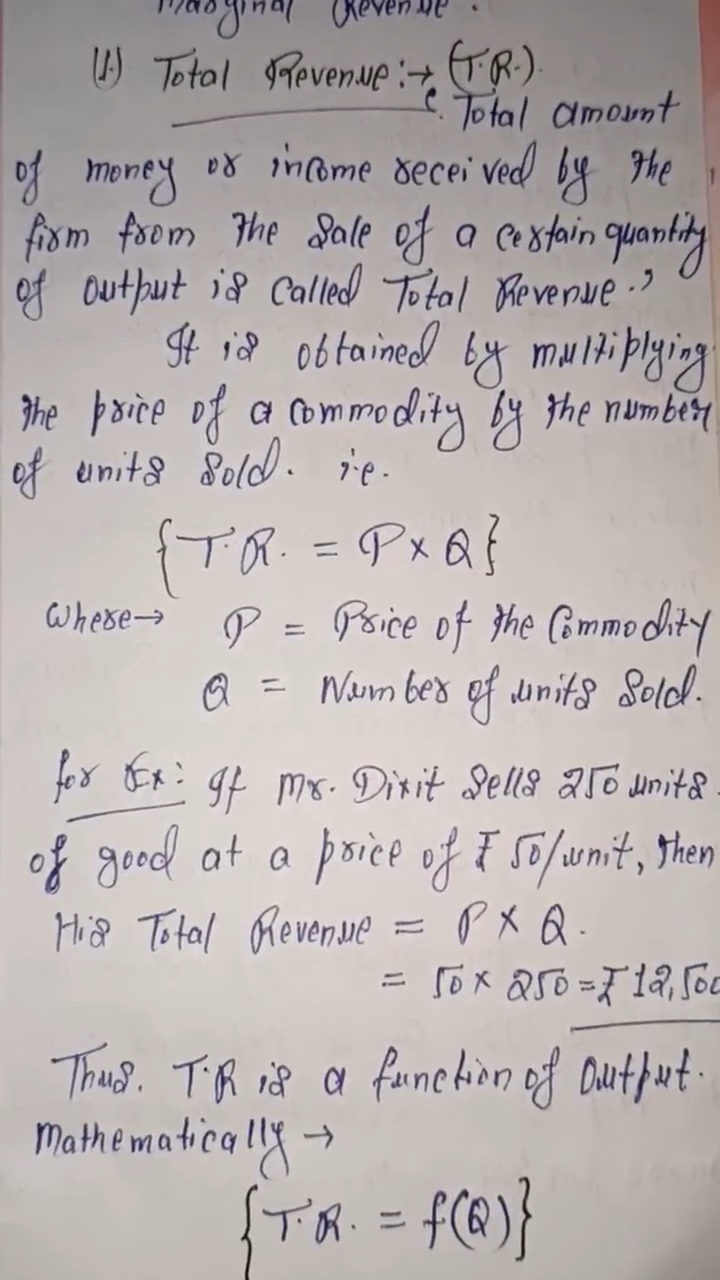 Marginal Revenue.
(1.) Total Revenue :→ (T.R.)
"Total amount
of money or income received by the
firm from the sale of a certain quantity
of output is called Total Revenue."
It is obtained by multiplying
the price of a commodity by the number
of units sold. i.e.
{T.R. = P × Q}
Where→ P = Price of the Commodity
Q = Number of units sold.
for Ex: If Mr. Dixit sells 250 units
of good at a price of ₹ 50/unit, then
His Total Revenue = P × Q.
= 50 × 250 = ₹ 12,500
Thus. T.R is a function of output.
Mathematically →
{T.R. = f(Q)}